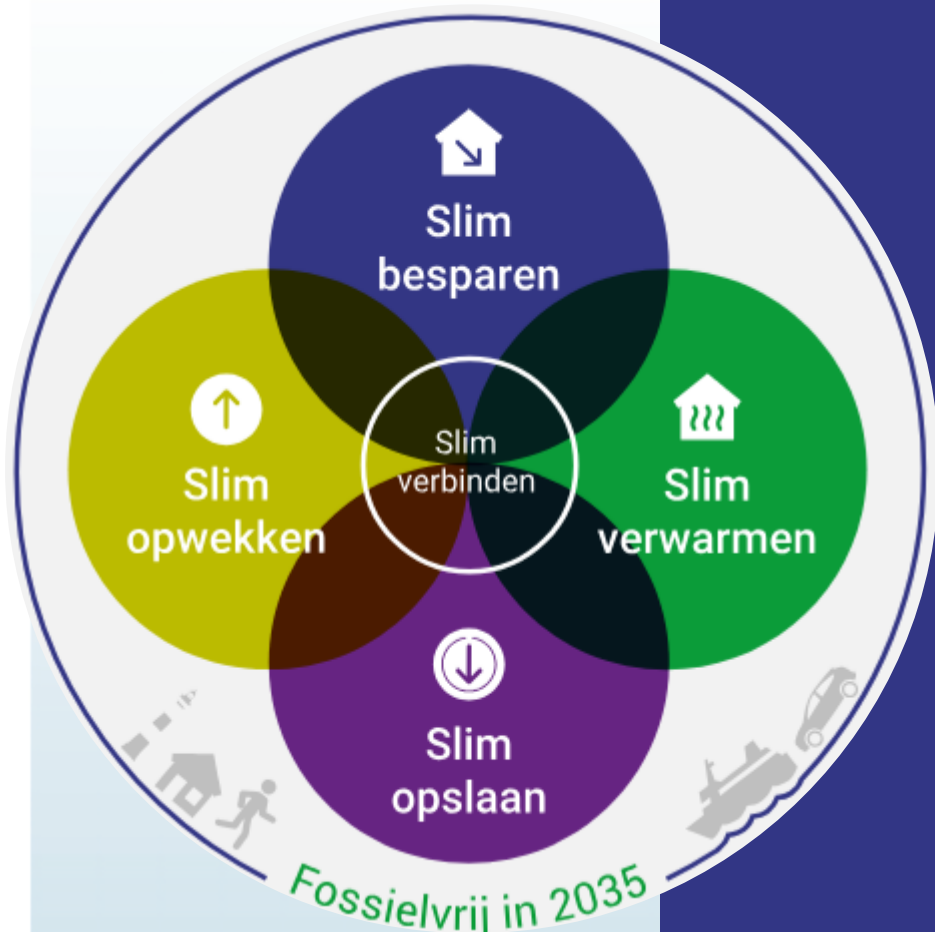 Slim
besparen
Slim
opwekken
Slim
verbinden
Slim
verwarmen
Slim
opslaan
Fossielvrij in 2035